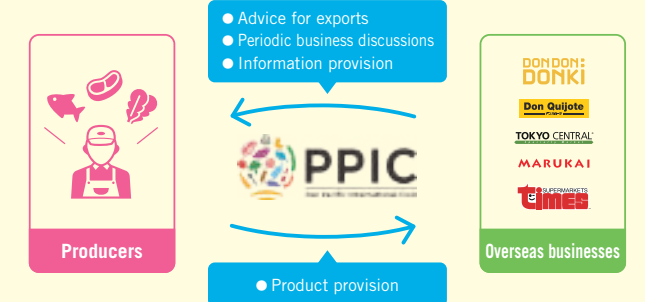 ● Advice for exports
● Periodic business discussions
● Information provision
DON DON
DONKI
Don Quijote
TOKYO CENTRAL
MARUKAI
SUPERMARKETS
Times
PPIC
Producers
Overseas businesses
● Product provision